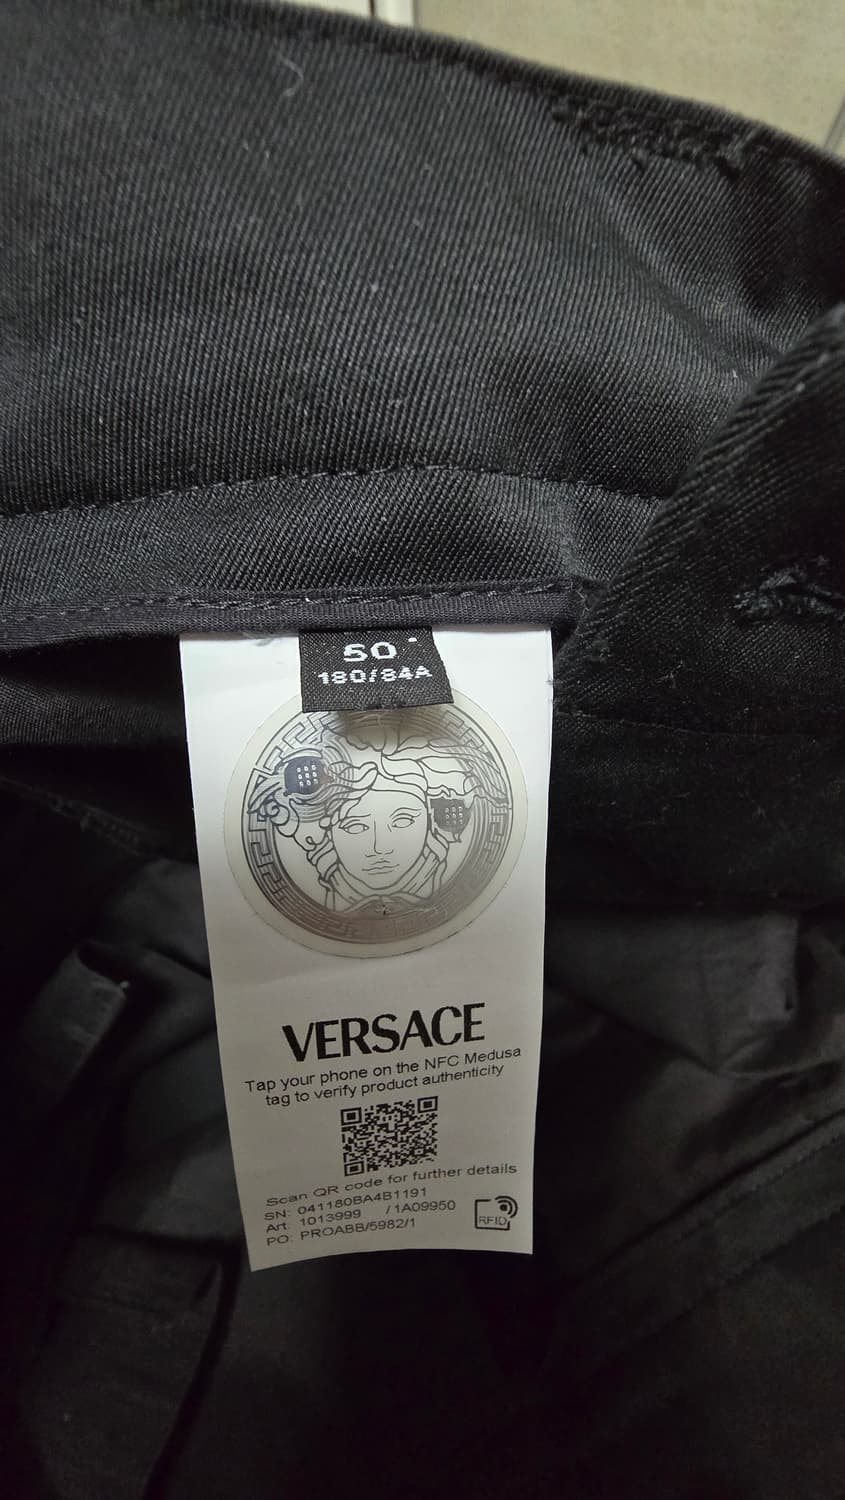 50
180/84A
VERSACE
Tap your phone on the NFC Medusa
tag to verify product authenticity
Scan QR code for further details
SN: 041180BA4B1191
Art: 1013999 / 1A09950
PO: PROABB/5982/1
RFID